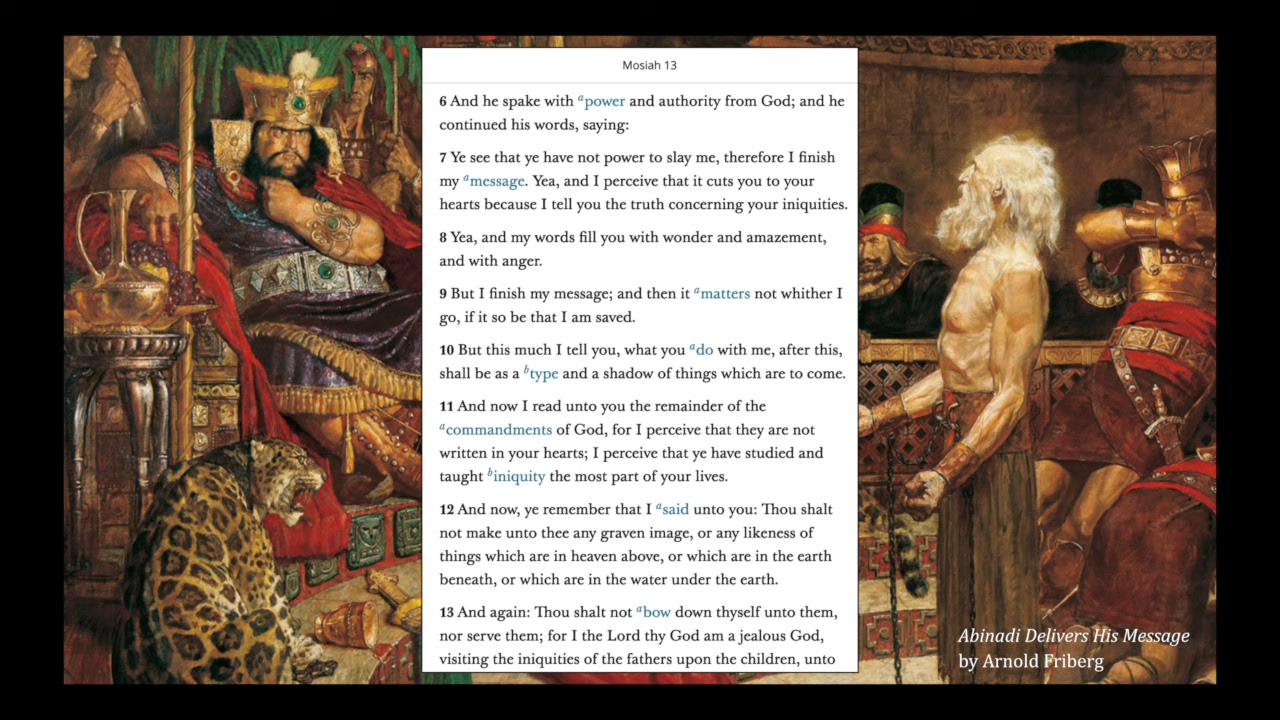 Mosiah 13
6 And he spake with a power and authority from God; and he
continued his words, saying:
7 Ye see that ye have not power to slay me, therefore I finish
my a message. Yea, and I perceive that it cuts you to your
hearts because I tell you the truth concerning your iniquities.
8 Yea, and my words fill you with wonder and amazement,
and with anger.
9 But I finish my message; and then it a matters not whither I
go, if it so be that I am saved.
10 But this much I tell you, what you a do with me, after this,
shall be as a b type and a shadow of things which are to come.
11 And now I read unto you the remainder of the
a commandments of God, for I perceive that they are not
written in your hearts; I perceive that ye have studied and
taught b iniquity the most part of your lives.
12 And now, ye remember that I a said unto you: Thou shalt
not make unto thee any graven image, or any likeness of
things which are in heaven above, or which are in the earth
beneath, or which are in the water under the earth.
13 And again: Thou shalt not a bow down thyself unto them,
nor serve them; for I the Lord thy God am a jealous God,
visiting the iniquities of the fathers upon the children, unto
Abinadi Delivers His Message
by Arnold Friberg